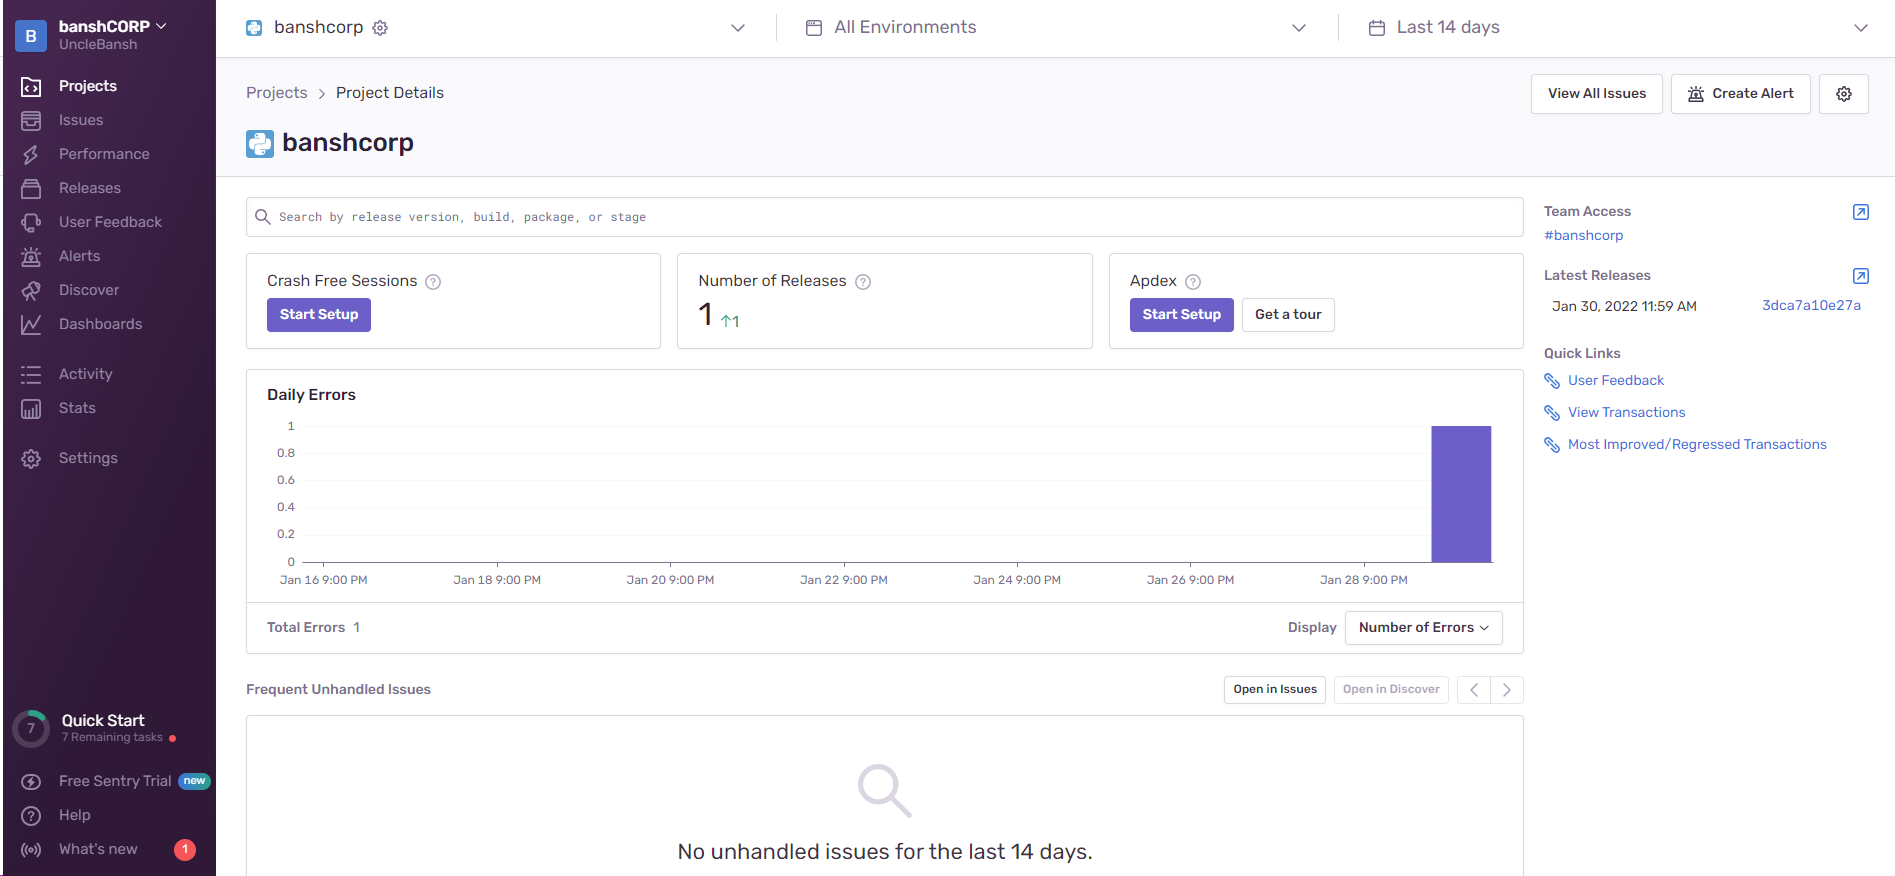 B
banshCORP
UncleBansh
Projects
Issues
Performance
Releases
User Feedback
Alerts
Discover
Dashboards
Activity
Stats
Settings
7
Quick Start
7 Remaining tasks
Free Sentry Trial new
Help
What's new 1
banshcorp
All Environments
Last 14 days
Projects > Project Details
View All Issues
Create Alert
banshcorp
Search by release version, build, package, or stage
Crash Free Sessions ?
Start Setup
Number of Releases ?
1 ↑1
Apdex ?
Start Setup
Get a tour
Daily Errors
1
0.8
0.6
0.4
0.2
0
Jan 16 9:00 PM Jan 18 9:00 PM Jan 20 9:00 PM Jan 22 9:00 PM Jan 24 9:00 PM Jan 26 9:00 PM Jan 28 9:00 PM
Total Errors 1
Display Number of Errors
Frequent Unhandled Issues
Open in Issues
Open in Discover
No unhandled issues for the last 14 days.
Team Access
#banshcorp
Latest Releases
Jan 30, 2022 11:59 AM 3dca7a10e27a
Quick Links
User Feedback
View Transactions
Most Improved/Regressed Transactions